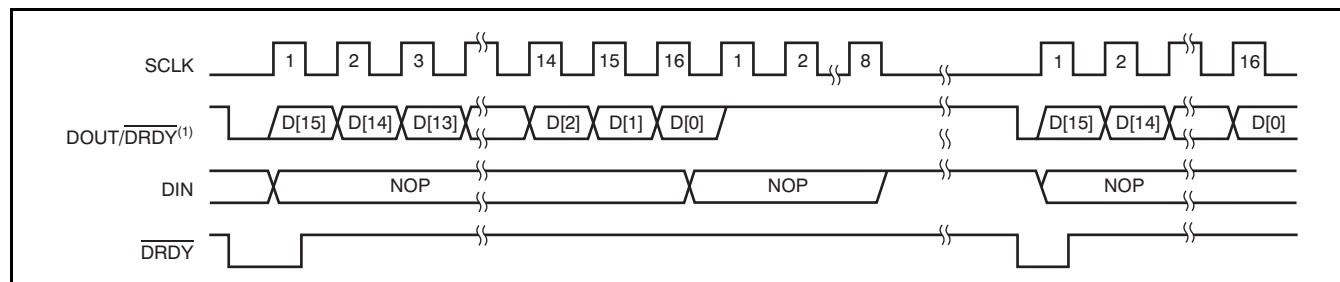 SCLK 1 2 3 14 15 16 1 2 8 1 2 16
DOUT/DRDY(1) D[15] D[14] D[13] D[2] D[1] D[0] D[15] D[14] D[0]
DIN NOP NOP NOP
DRDY